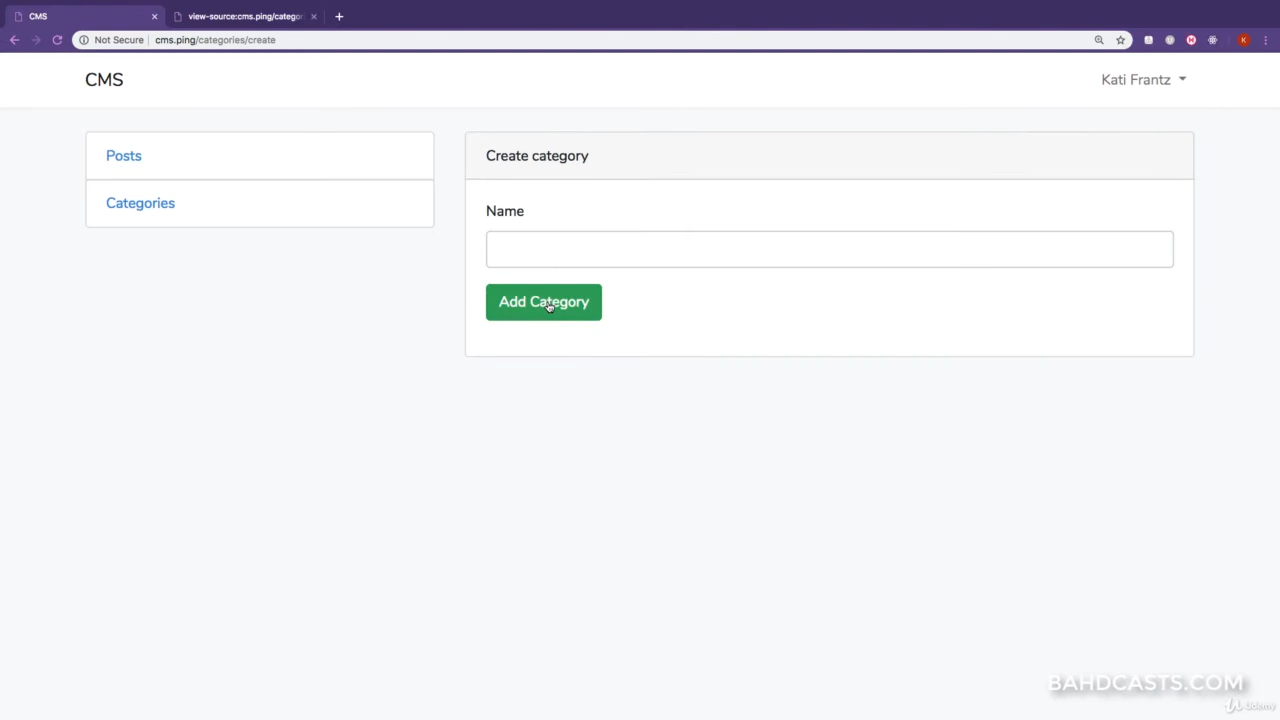 CMS
view-source:cms.ping/categor
Not Secure
cms.ping/categories/create
K
CMS
Kati Frantz
Posts
Categories
Create category
Name
Add Category
BAHDCASTS.COM
Udemy